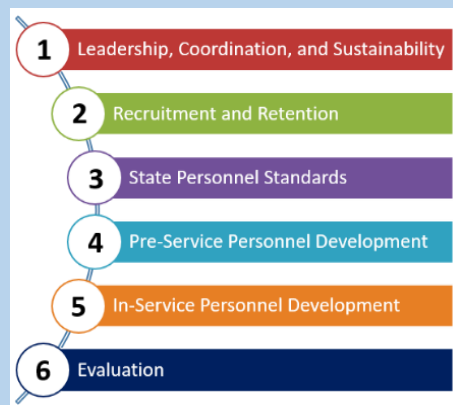 1 Leadership, Coordination, and Sustainability
2 Recruitment and Retention
3 State Personnel Standards
4 Pre-Service Personnel Development
5 In-Service Personnel Development
6 Evaluation